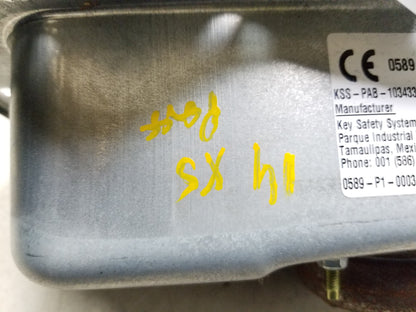 CE 0589
KSS-PAB-103433
Manufacturer
Key Safety System
Parque Industrial
Tamaulipas, Mexi
Phone: 001 (586)
0589-P1-0003
14 XS